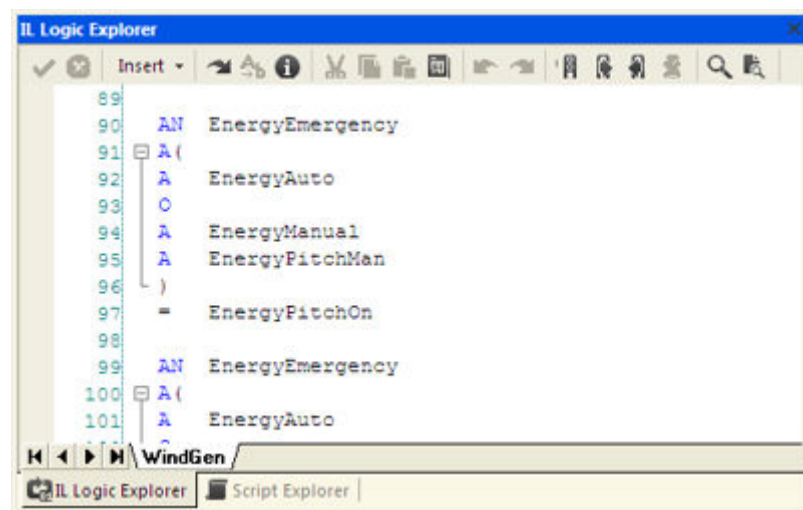 IL Logic Explorer
Insert
89
90 AN EnergyEmergency
91 A(
92 A EnergyAuto
93 O
94 A EnergyManual
95 A EnergyPitchMan
96 )
97 = EnergyPitchOn
98
99 AN EnergyEmergency
100 A(
101 A EnergyAuto
WindGen
IL Logic Explorer Script Explorer